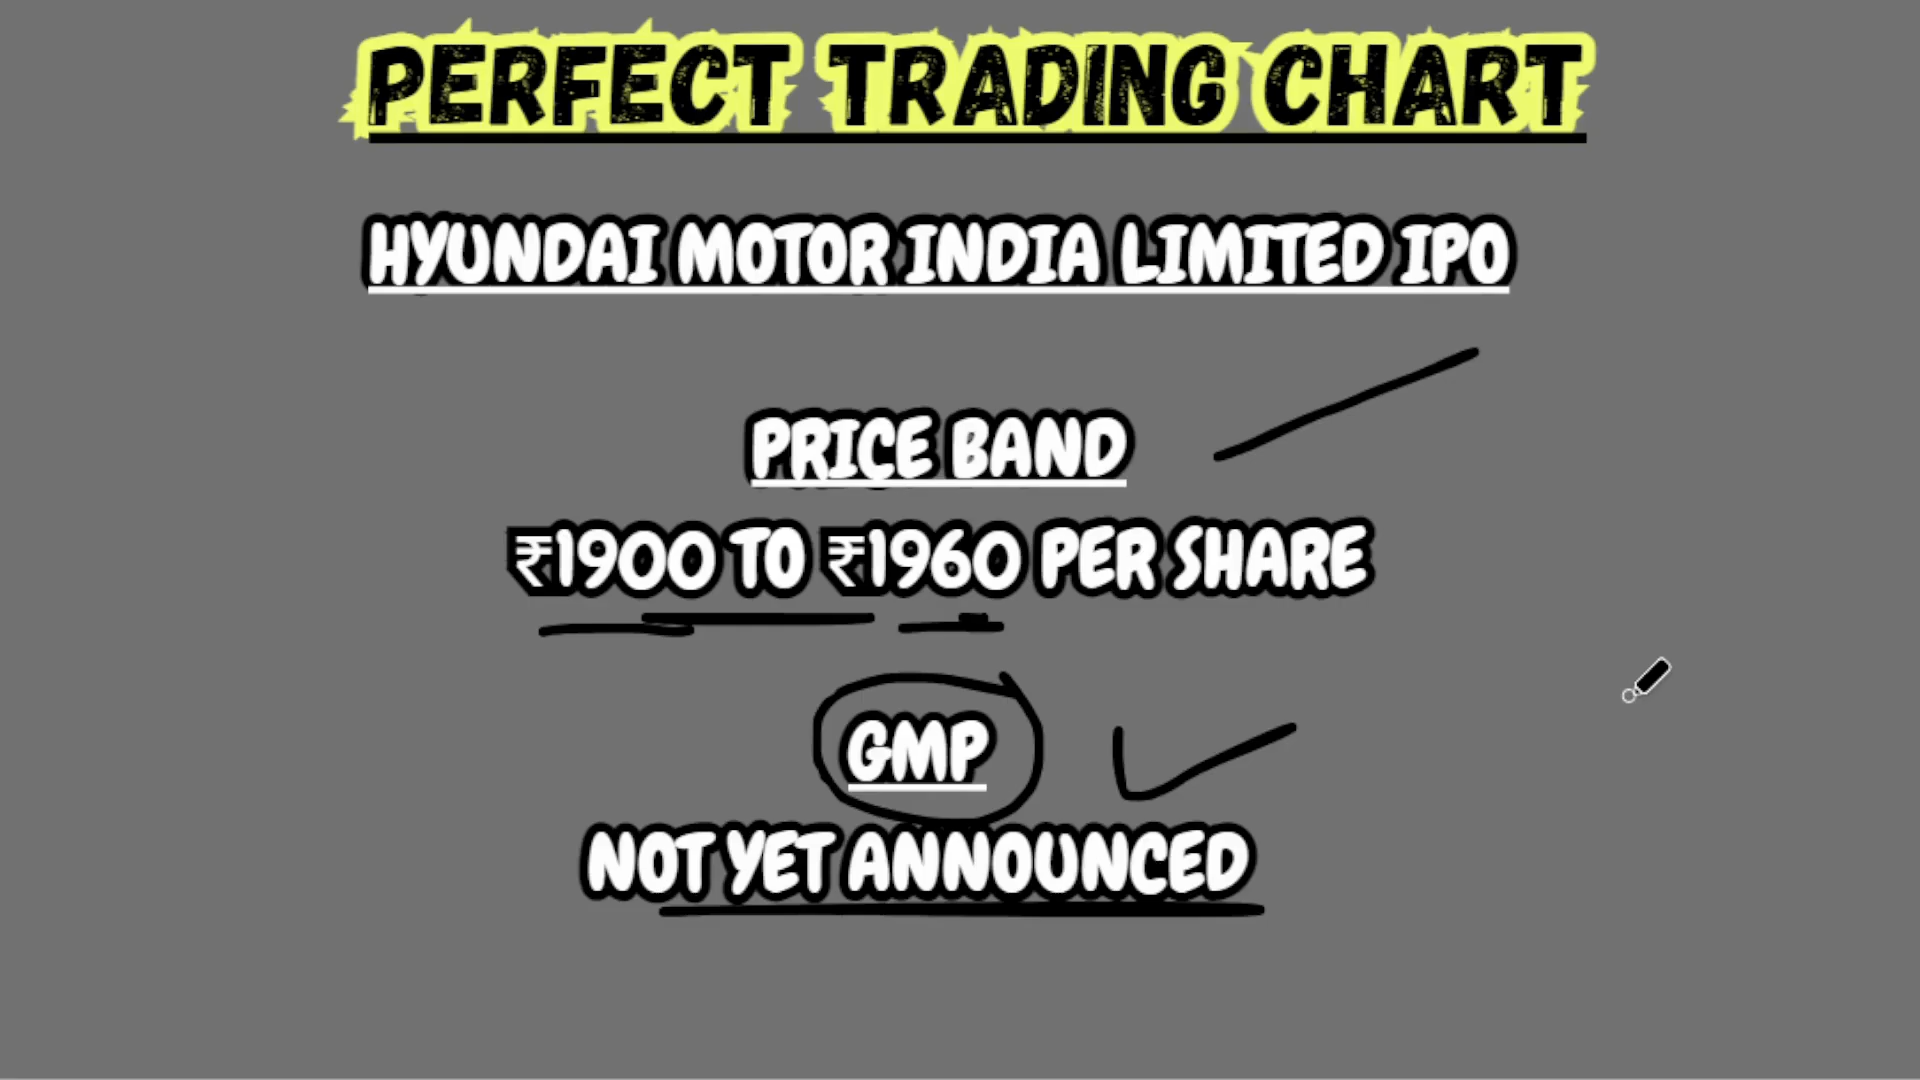 PERFECT TRADING CHART
HYUNDAI MOTOR INDIA LIMITED IPO
PRICE BAND
₹1900 TO ₹1960 PER SHARE
GMP
NOT YET ANNOUNCED